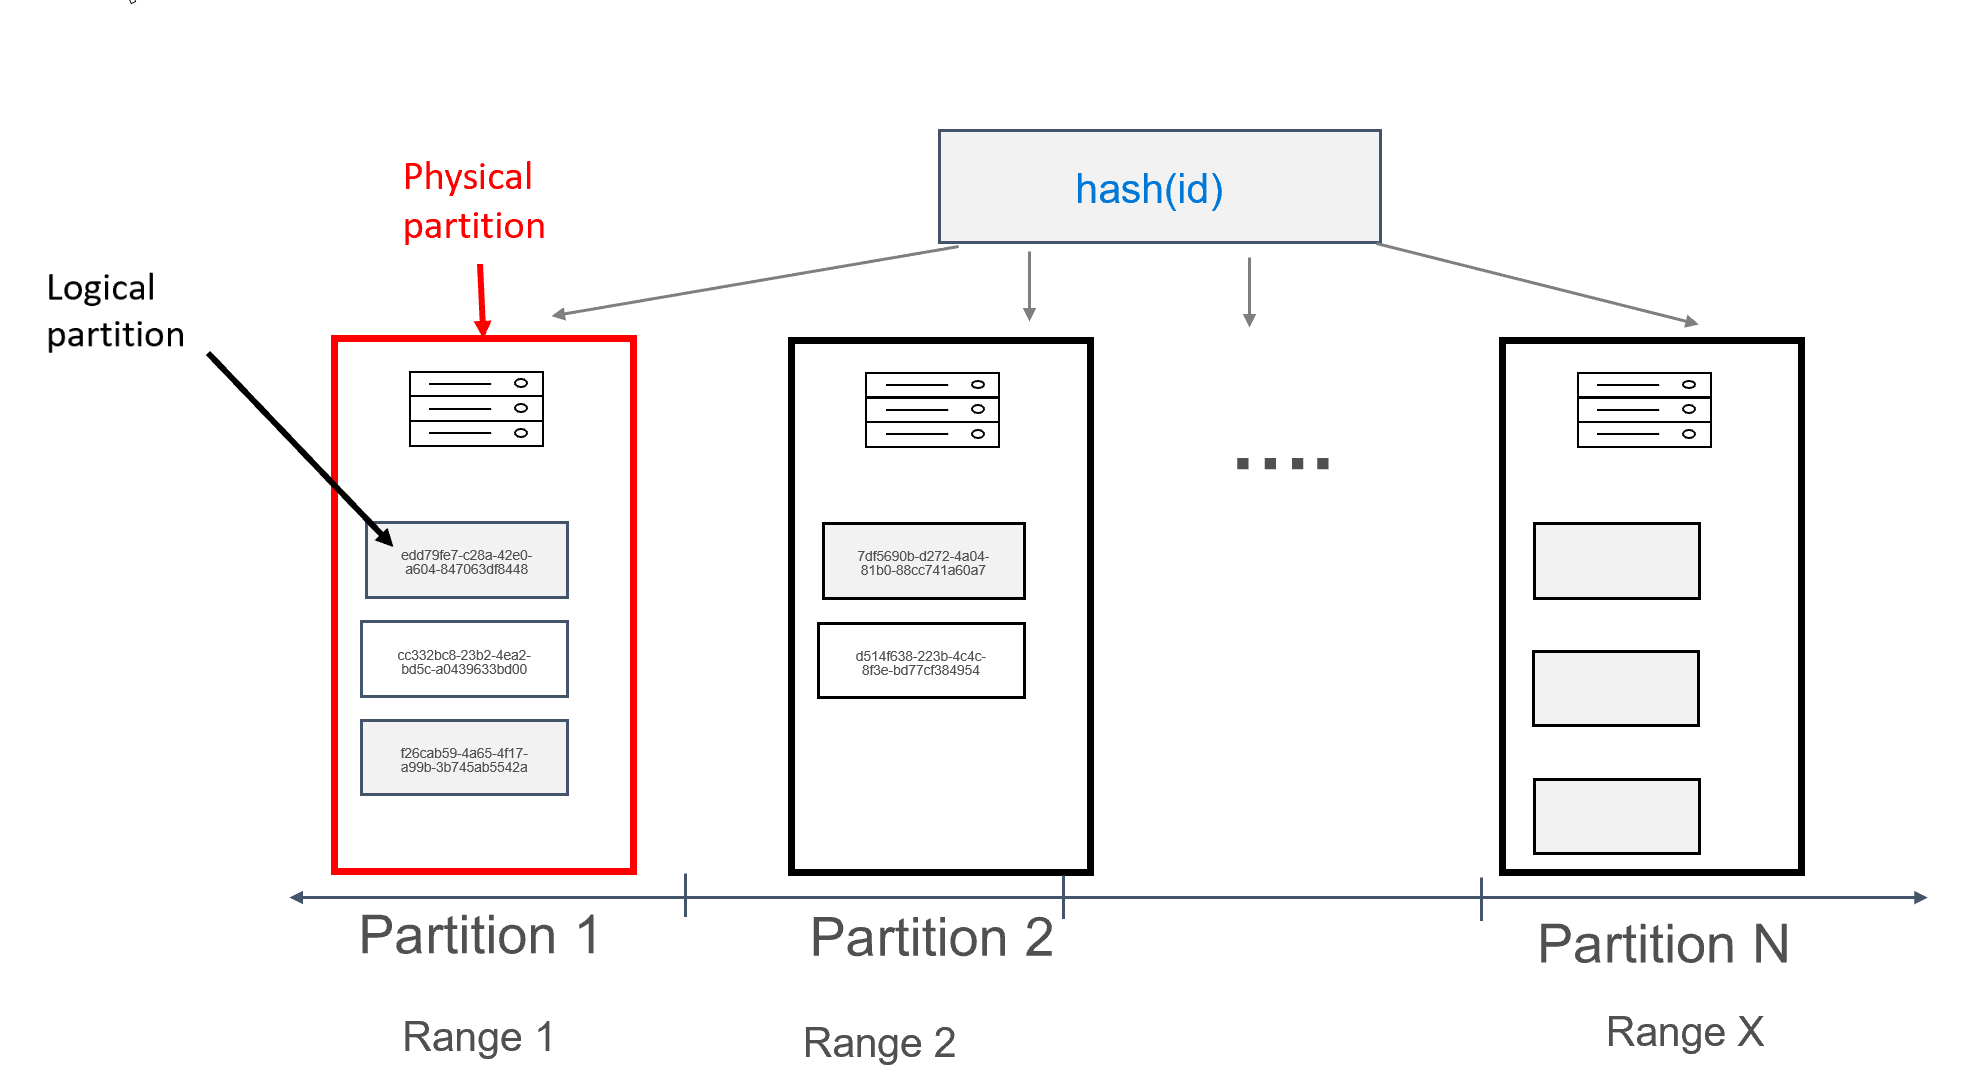 hash(id)
Physical
partition
Logical
partition
edd79fe7-c28a-42e0-
a604-847063df8448
cc332bc8-23b2-4ea2-
bd5c-a0439633bd00
f26cab59-4a65-4f17-
a99b-3b745ab5542a
7df5690b-d272-4a04-
81b0-88cc741a60a7
d514f638-223b-4c4c-
8f3e-bd77cf384954
....
Partition 1
Partition 2
Partition N
Range 1
Range 2
Range X